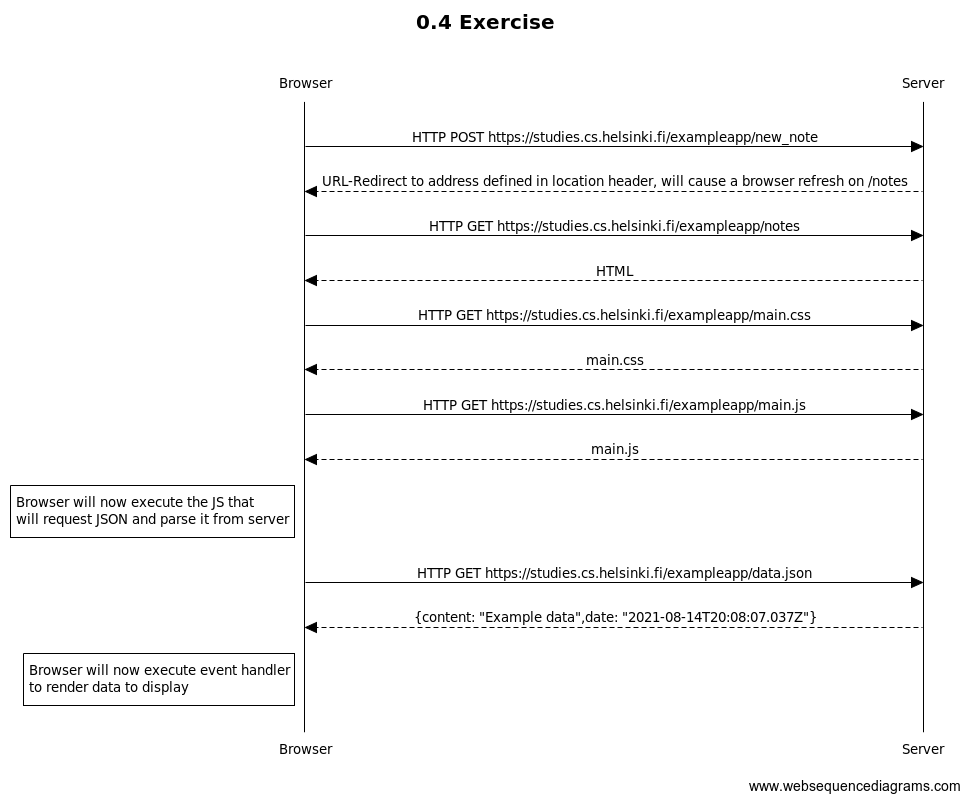 0.4 Exercise
Browser
Server
HTTP POST https://studies.cs.helsinki.fi/exampleapp/new_note
URL-Redirect to address defined in location header, will cause a browser refresh on /notes
HTTP GET https://studies.cs.helsinki.fi/exampleapp/notes
HTML
HTTP GET https://studies.cs.helsinki.fi/exampleapp/main.css
main.css
HTTP GET https://studies.cs.helsinki.fi/exampleapp/main.js
main.js
Browser will now execute the JS that
will request JSON and parse it from server
HTTP GET https://studies.cs.helsinki.fi/exampleapp/data.json
{content: "Example data",date: "2021-08-14T20:08:07.037Z"}
Browser will now execute event handler
to render data to display
Browser
Server
www.websequencediagrams.com